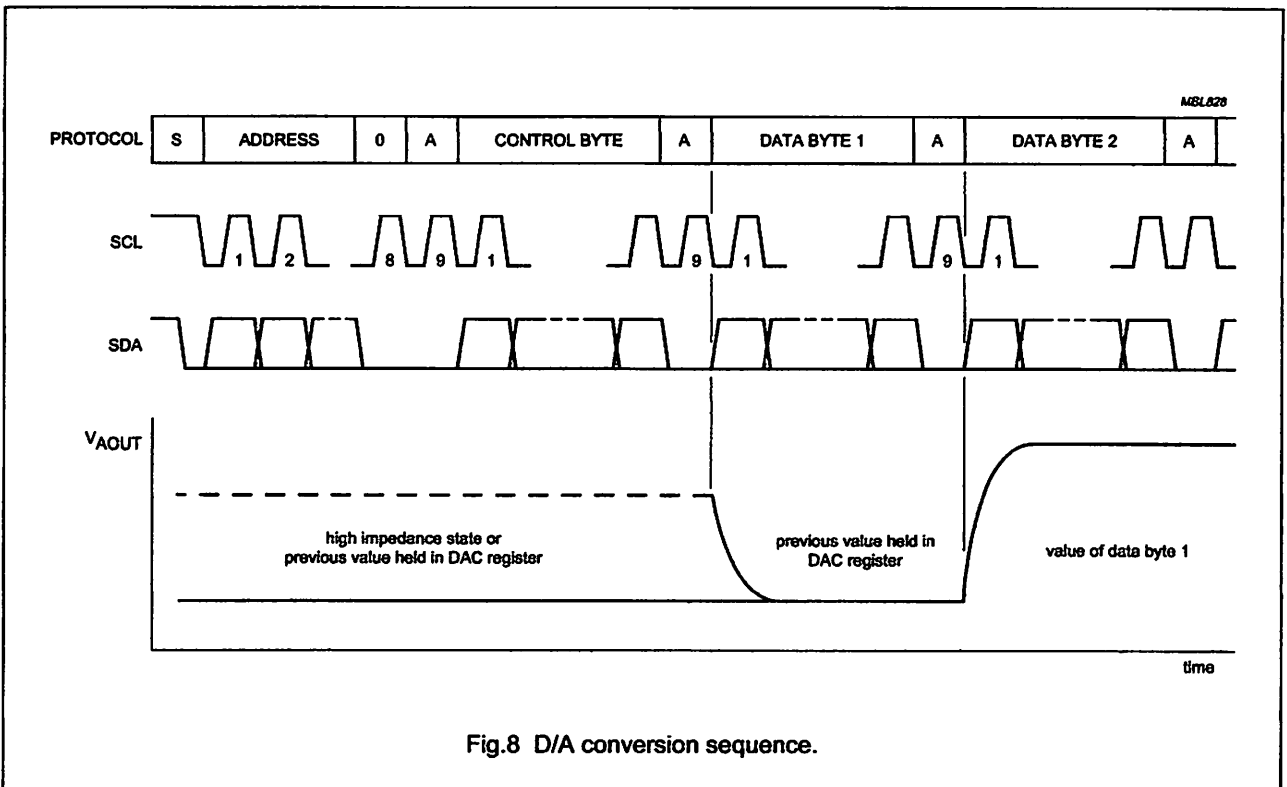 MBL828
PROTOCOL S ADDRESS 0 A CONTROL BYTE A DATA BYTE 1 A DATA BYTE 2 A
SCL 1 2 8 9 1 9 1 9 1
SDA
VAOUT
high impedance state or
previous value held in DAC register
previous value held in
DAC register
value of data byte 1
time
Fig.8 D/A conversion sequence.